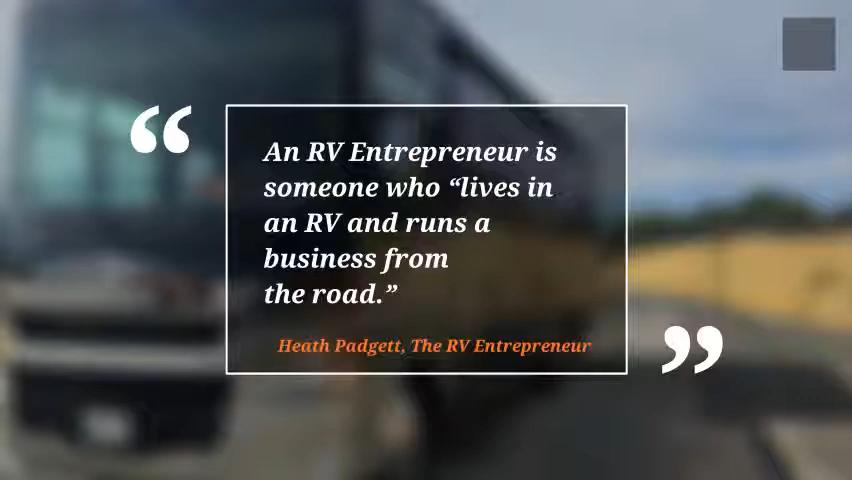 An RV Entrepreneur is
someone who “lives in
an RV and runs a
business from
the road.”
Heath Padgett, The RV Entrepreneur